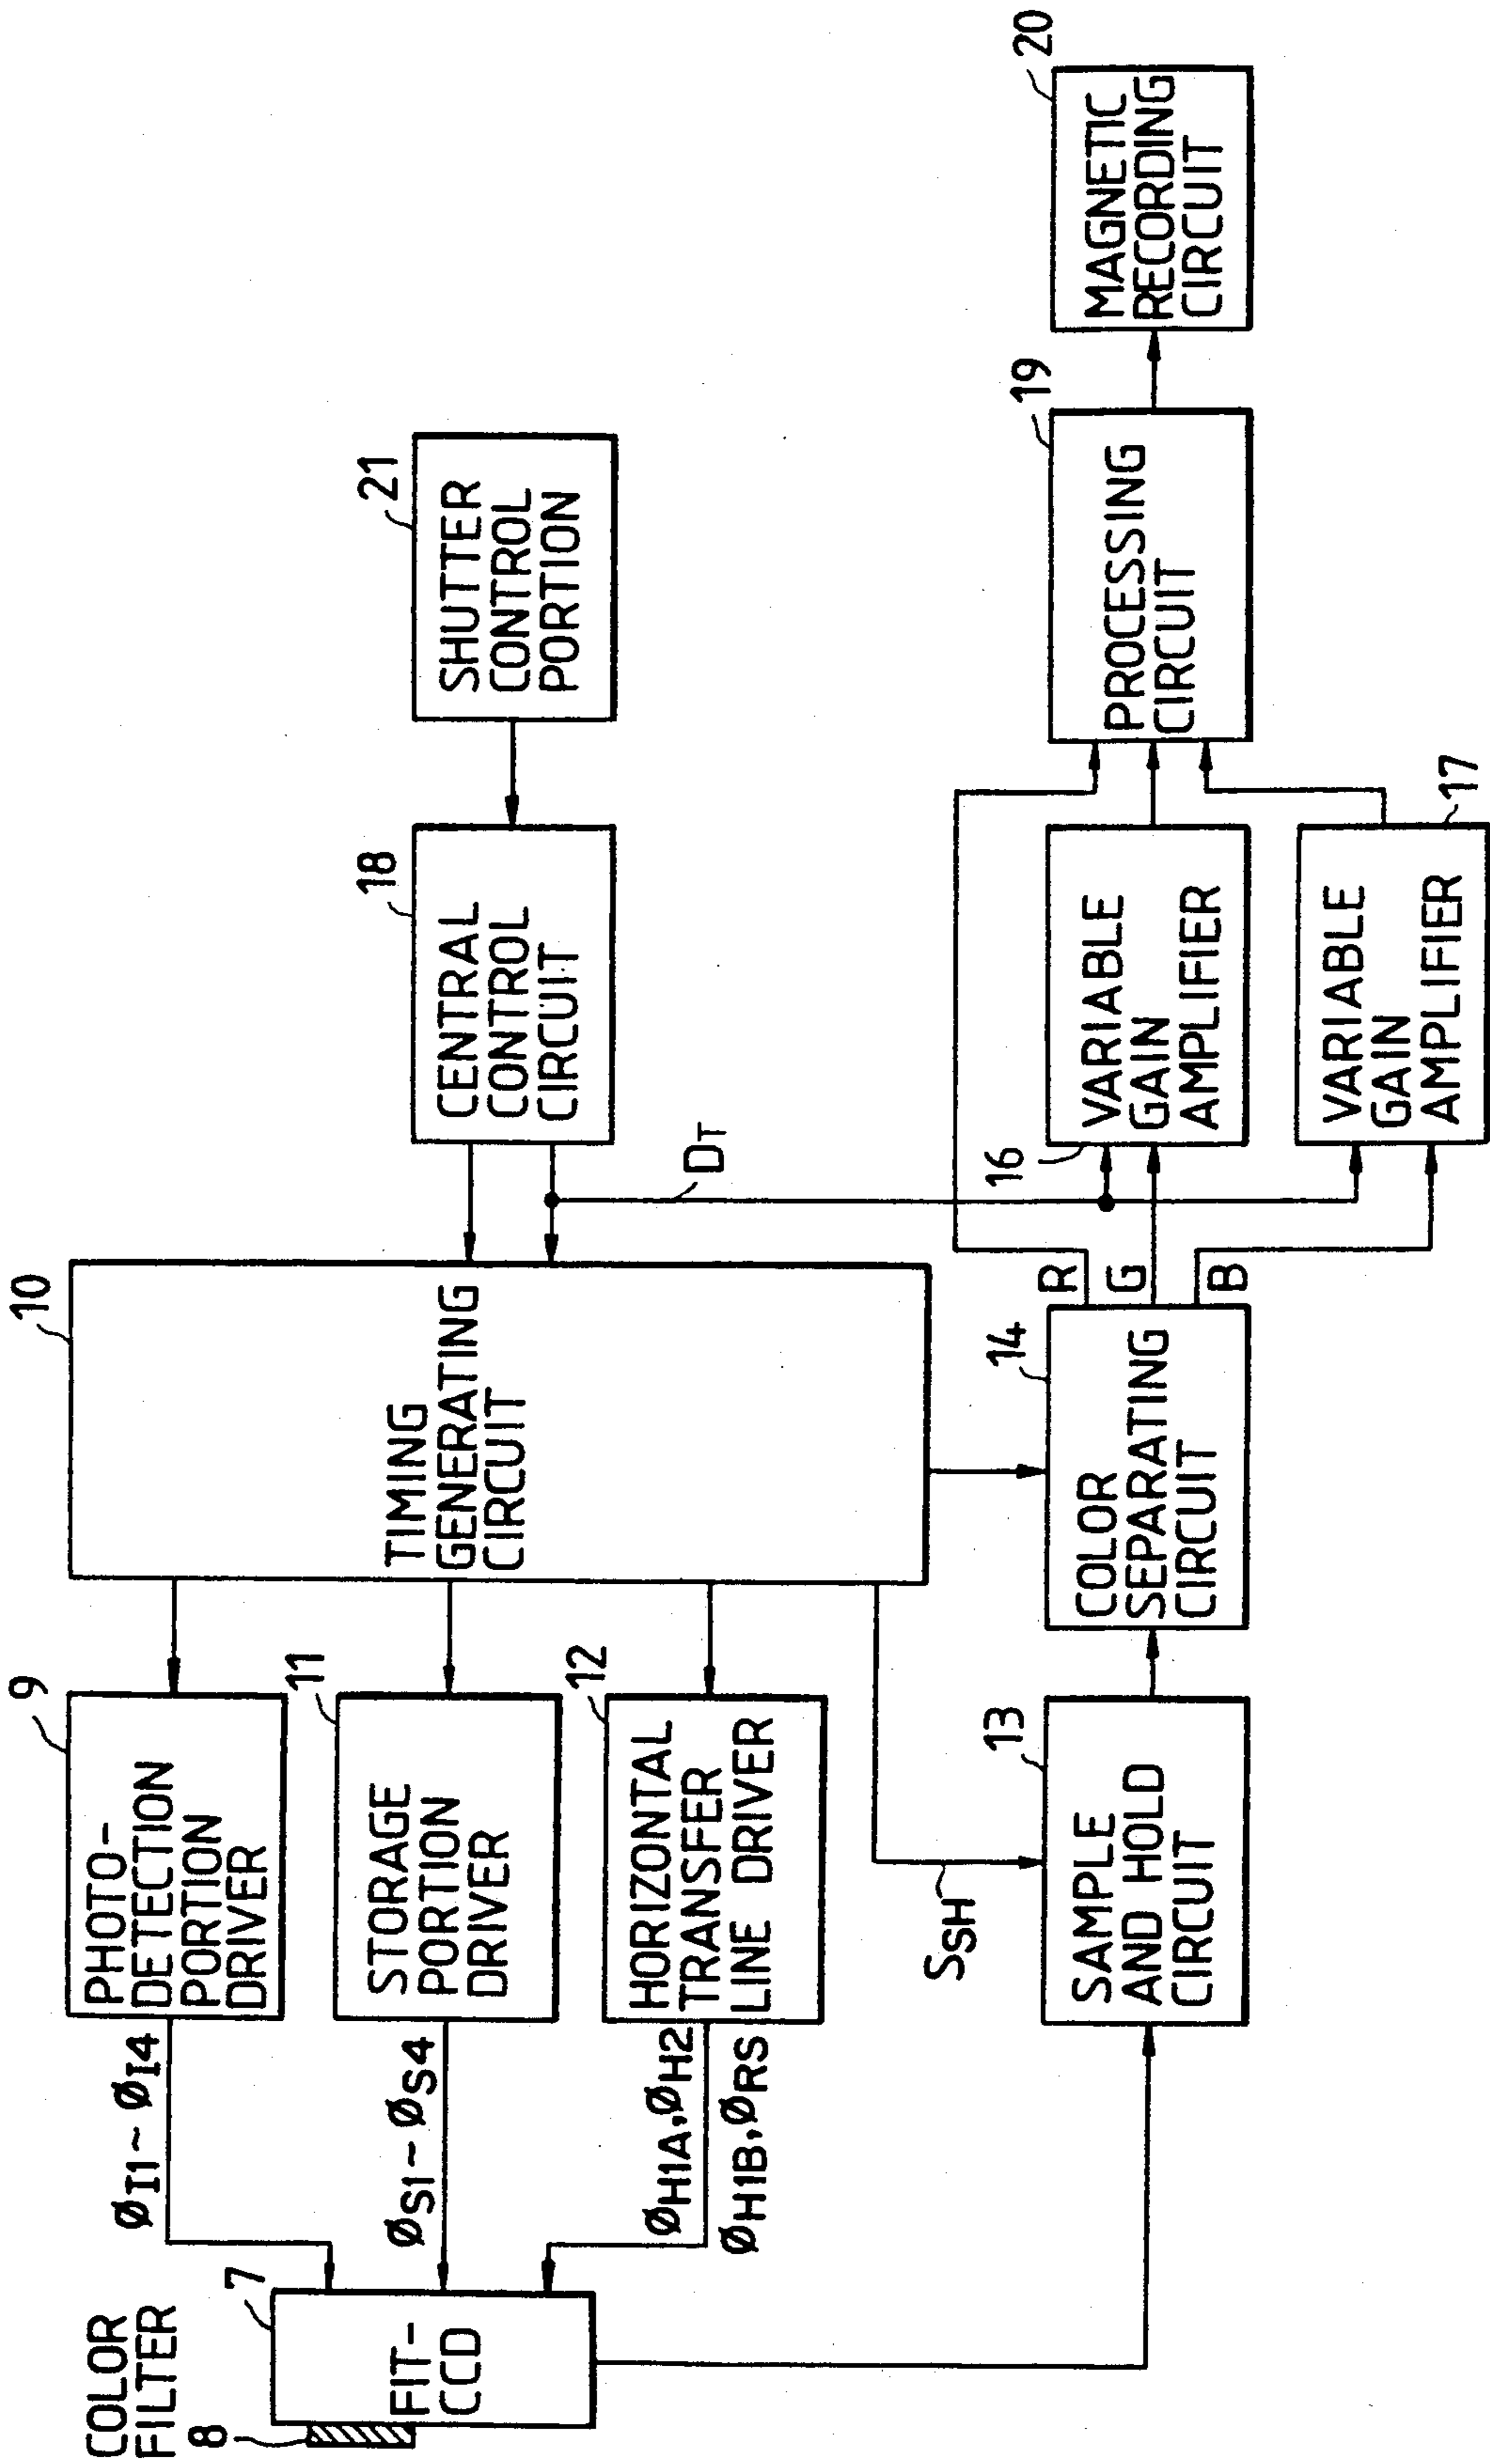 COLOR
FILTER
8
7
FIT-
CCD
ØI1~ØI4
ØS1~ØS4
ØH1A,ØH2
ØH1B,ØRS
9
PHOTO-
DETECTION
PORTION
DRIVER
11
STORAGE
PORTION
DRIVER
12
HORIZONTAL
TRANSFER
LINE DRIVER
SSH
13
SAMPLE
AND HOLD
CIRCUIT
10
TIMING
GENERATING
CIRCUIT
14
COLOR
SEPARATING
CIRCUIT
R
G
B
DT
18
CENTRAL
CONTROL
CIRCUIT
16
VARIABLE
GAIN
AMPLIFIER
17
VARIABLE
GAIN
AMPLIFIER
21
SHUTTER
CONTROL
PORTION
19
PROCESSING
CIRCUIT
20
MAGNETIC
RECORDING
CIRCUIT